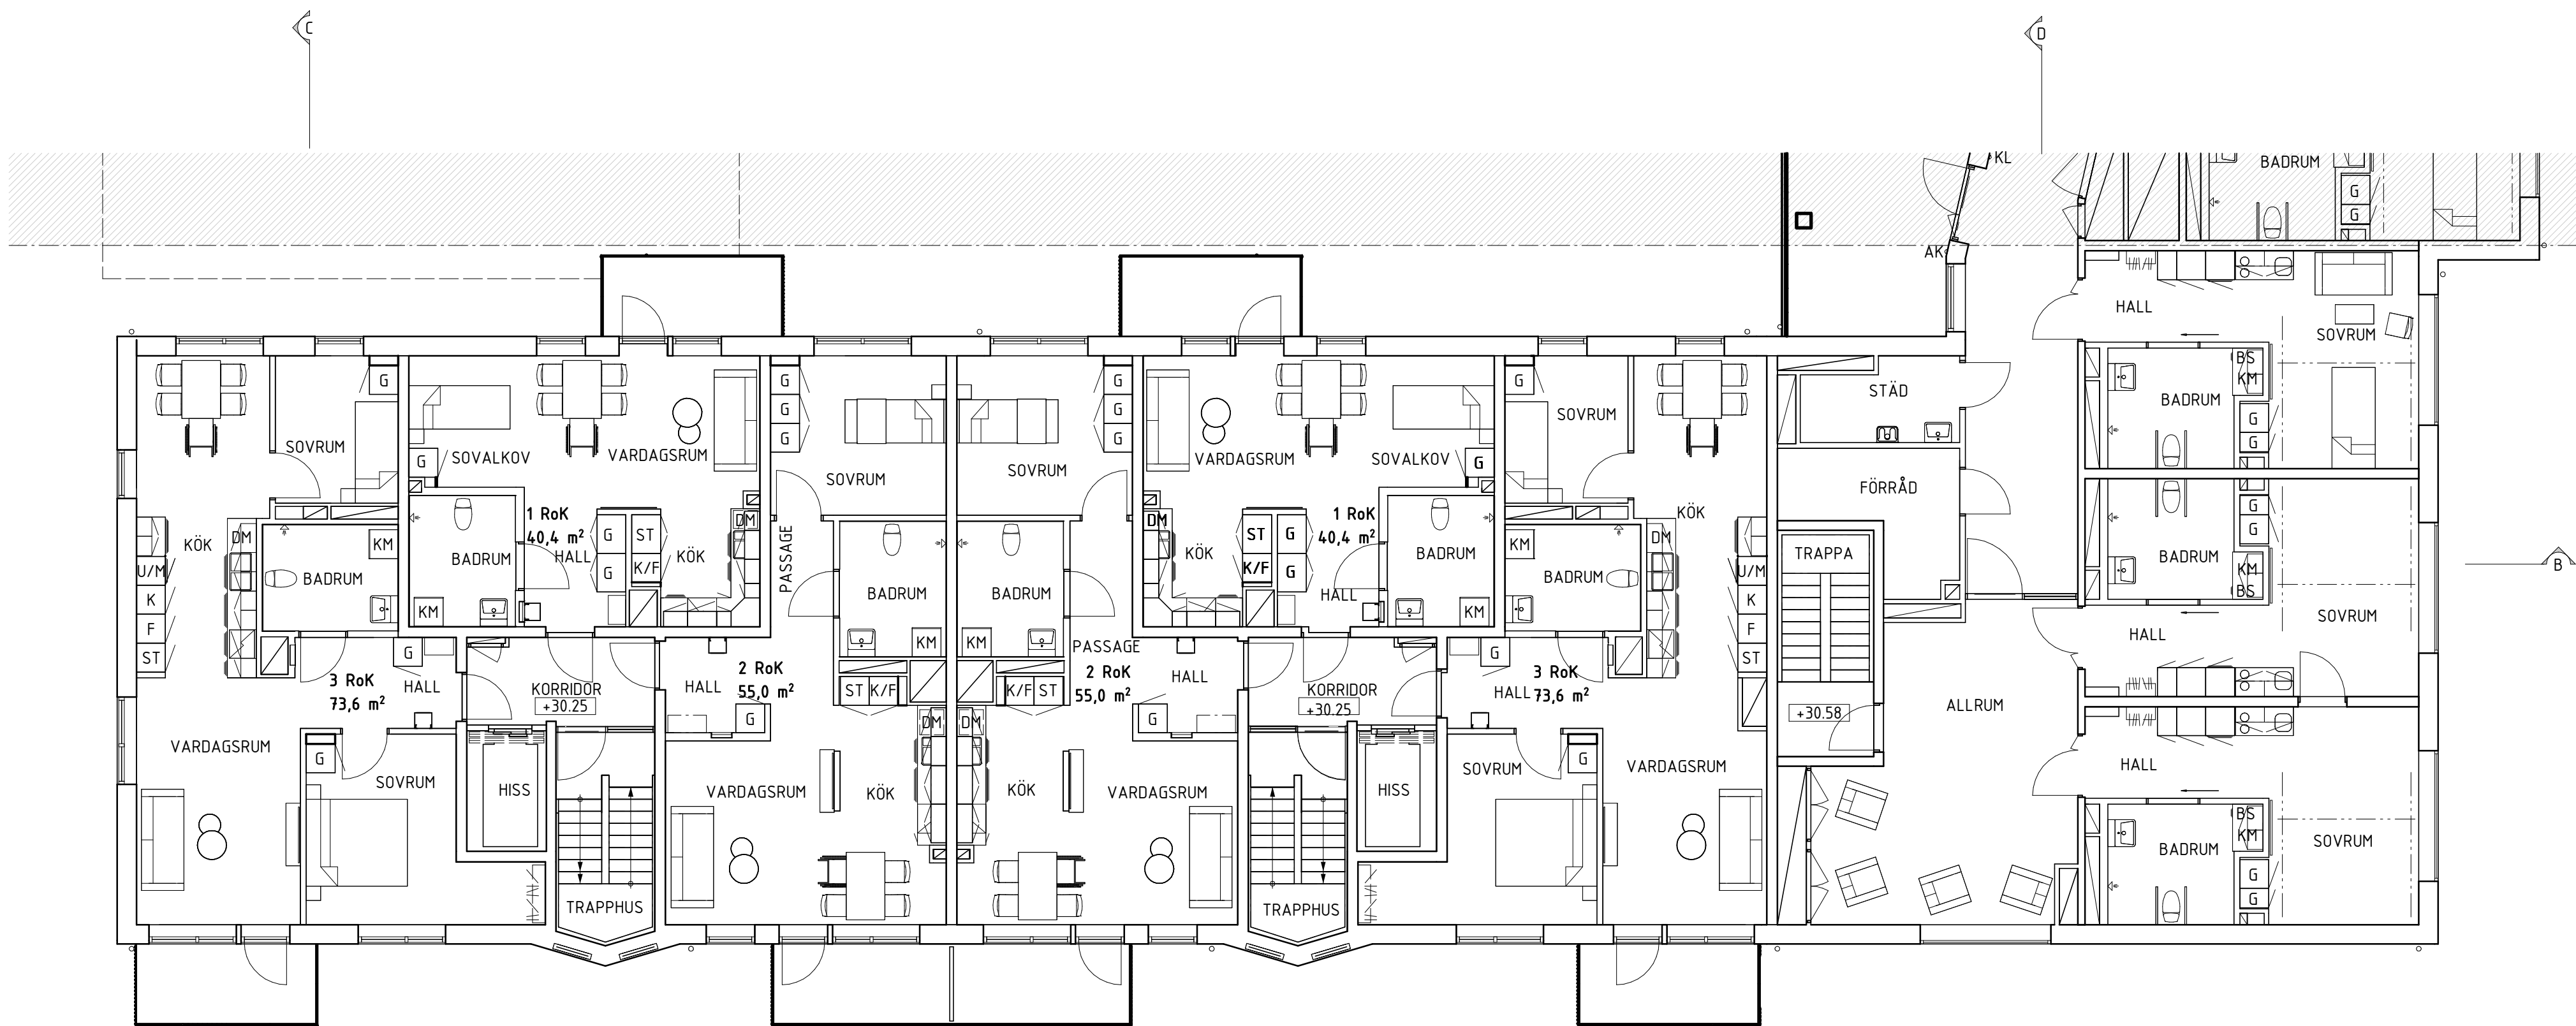 C
D
KL
BADRUM
G
G
AK
HALL
SOVRUM
BS
KM
STÄD
BADRUM
G
G
G
G
G
G
G
G
G
G
G
SOVRUM
SOVALKOV
G
VARDAGSRUM
SOVRUM
SOVRUM
VARDAGSRUM
SOVALKOV
G
SOVRUM
FÖRRÅD
KÖK
DM
KM
BADRUM
U/M
K
F
ST
1 RoK
40,4 m²
HALL
BADRUM
KM
G
G
ST
K/F
KÖK
DM
PASSAGE
BADRUM
KM
BADRUM
KM
PASSAGE
DM
KÖK
ST
K/F
G
G
1 RoK
40,4 m²
HALL
BADRUM
KM
KM
BADRUM
KÖK
DM
U/M
K
F
ST
TRAPPA
G
G
BADRUM
KM
BS
B
HALL
SOVRUM
3 RoK
73,6 m²
G
HALL
KORRIDOR
+30.25
HALL
2 RoK
55,0 m²
G
ST
K/F
K/F
ST
2 RoK
55,0 m²
HALL
G
KORRIDOR
+30.25
G
HALL
3 RoK
73,6 m²
+30.58
ALLRUM
VARDAGSRUM
G
SOVRUM
HISS
VARDAGSRUM
KÖK
DM
DM
KÖK
VARDAGSRUM
HISS
SOVRUM
G
VARDAGSRUM
HALL
BS
KM
BADRUM
SOVRUM
G
G
TRAPPHUS
TRAPPHUS